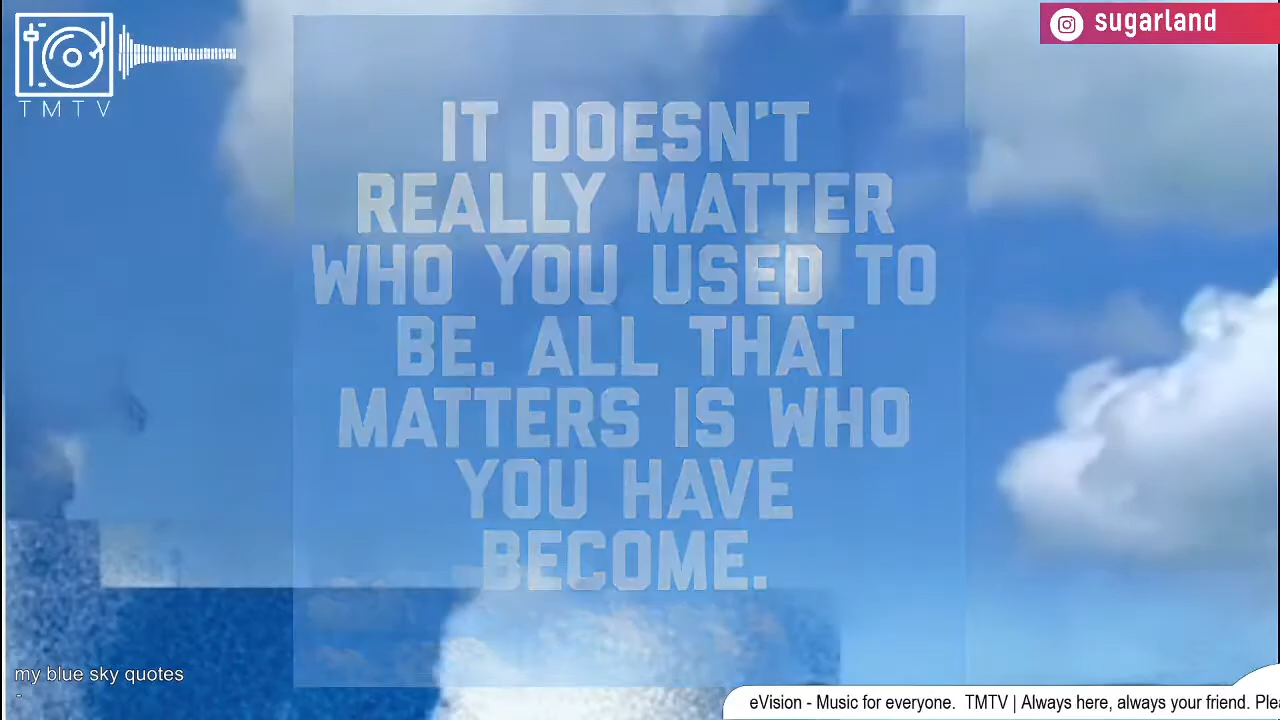 sugarland
TMTV
IT DOESN'T
REALLY MATTER
WHO YOU USED TO
BE. ALL THAT
MATTERS IS WHO
YOU HAVE
BECOME.
my blue sky quotes
-
eVision - Music for everyone. TMTV | Always here, always your friend. Ple